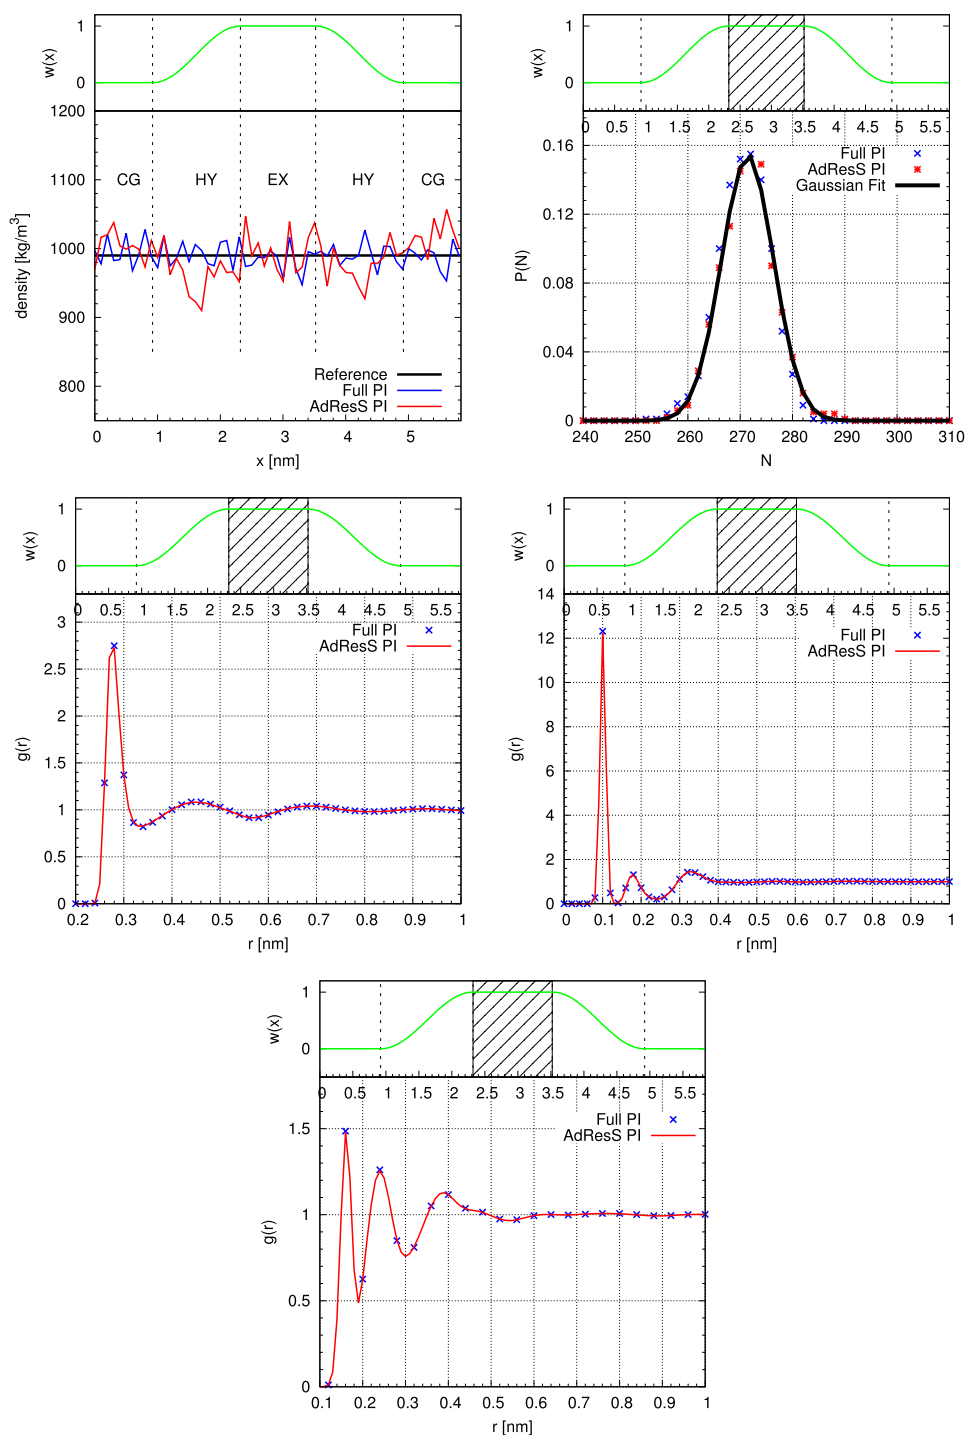 w(x)
1
0
1200
1100
1000
900
800
density [kg/m³]
CG HY EX HY CG
Reference
Full PI
AdResS PI
0 1 2 3 4 5
x [nm]
w(x)
1
0
0 0.5 1 1.5 2 2.5 3 3.5 4 4.5 5 5.5
0.16
0.12
0.08
0.04
0
P(N)
Full PI
AdResS PI
Gaussian Fit
240 250 260 270 280 290 300 310
N
w(x)
1
0
0 0.5 1 1.5 2 2.5 3 3.5 4 4.5 5 5.5
3
2.5
2
1.5
1
0.5
0
g(r)
Full PI
AdResS PI
0.2 0.3 0.4 0.5 0.6 0.7 0.8 0.9 1
r [nm]
w(x)
1
0
0 0.5 1 1.5 2 2.5 3 3.5 4 4.5 5 5.5
14
12
10
8
6
4
2
0
g(r)
Full PI
AdResS PI
0 0.1 0.2 0.3 0.4 0.5 0.6 0.7 0.8 0.9 1
r [nm]
w(x)
1
0
0 0.5 1 1.5 2 2.5 3 3.5 4 4.5 5 5.5
1.5
1
0.5
0
g(r)
Full PI
AdResS PI
0.1 0.2 0.3 0.4 0.5 0.6 0.7 0.8 0.9 1
r [nm]